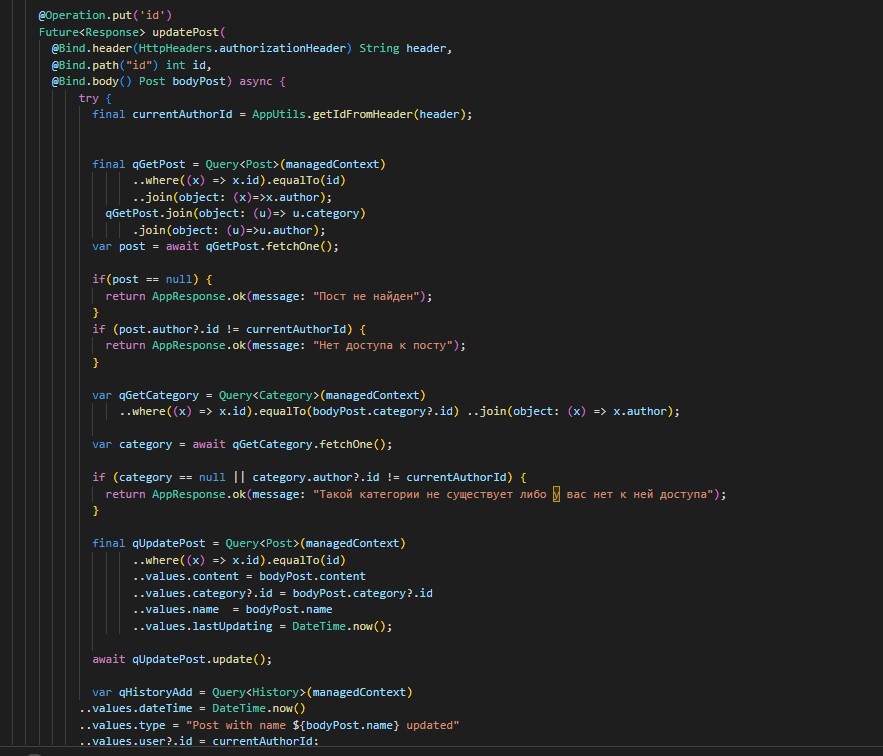 @Operation.put('id')
Future<Response> updatePost(
@Bind.header(HttpHeaders.authorizationHeader) String header,
@Bind.path("id") int id,
@Bind.body() Post bodyPost) async {
try {
final currentAuthorId = AppUtils.getIdFromHeader(header);
final qGetPost = Query<Post>(managedContext)
..where((x) => x.id).equalTo(id)
..join(object: (x)=>x.author);
qGetPost.join(object: (u)=> u.category)
.join(object: (u)=>u.author);
var post = await qGetPost.fetchOne();
if(post == null) {
return AppResponse.ok(message: "Пост не найден");
}
if (post.author?.id != currentAuthorId) {
return AppResponse.ok(message: "Нет доступа к посту");
}
var qGetCategory = Query<Category>(managedContext)
..where((x) => x.id).equalTo(bodyPost.category?.id) ..join(object: (x) => x.author);
var category = await qGetCategory.fetchOne();
if (category == null || category.author?.id != currentAuthorId) {
return AppResponse.ok(message: "Такой категории не существует либо у вас нет к ней доступа");
}
final qUpdatePost = Query<Post>(managedContext)
..where((x) => x.id).equalTo(id)
..values.content = bodyPost.content
..values.category?.id = bodyPost.category?.id
..values.name  = bodyPost.name
..values.lastUpdating = DateTime.now();
await qUpdatePost.update();
var qHistoryAdd = Query<History>(managedContext)
..values.dateTime = DateTime.now()
..values.type = "Post with name ${bodyPost.name} updated"
..values.user?.id = currentAuthorId;